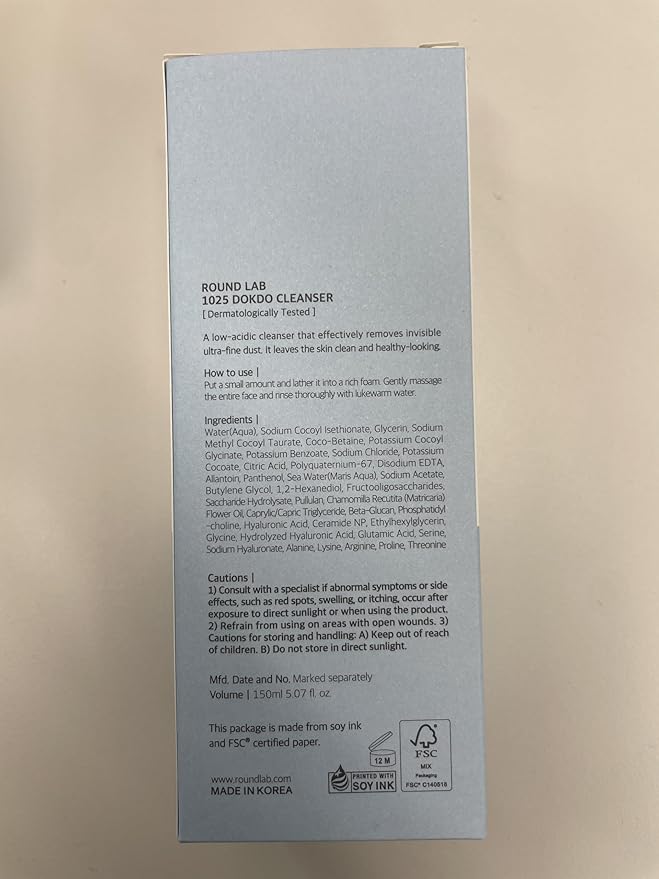 ROUND LAB
1025 DOKDO CLEANSER
[ Dermatologically Tested ]
A low-acidic cleanser that effectively removes invisible
ultra-fine dust. It leaves the skin clean and healthy-looking.
How to use |
Put a small amount and lather it into a rich foam. Gently massage
the entire face and rinse thoroughly with lukewarm water.
Ingredients |
Water(Aqua), Sodium Cocoyl Isethionate, Glycerin, Sodium
Methyl Cocoyl Taurate, Coco-Betaine, Potassium Cocoyl
Glycinate, Potassium Benzoate, Sodium Chloride, Potassium
Cocoate, Citric Acid, Polyquaternium-67, Disodium EDTA,
Allantoin, Panthenol, Sea Water(Maris Aqua), Sodium Acetate,
Butylene Glycol, 1,2-Hexanediol, Fructooligosaccharides,
Saccharide Hydrolysate, Pullulan, Chamomilla Recutita (Matricaria)
Flower Oil, Caprylic/Capric Triglyceride, Beta-Glucan, Phosphatidyl
-choline, Hyaluronic Acid, Ceramide NP, Ethylhexylglycerin,
Glycine, Hydrolyzed Hyaluronic Acid, Glutamic Acid, Serine,
Sodium Hyaluronate, Alanine, Lysine, Arginine, Proline, Threonine
Cautions |
1) Consult with a specialist if abnormal symptoms or side
effects, such as red spots, swelling, or itching, occur after
exposure to direct sunlight or when using the product.
2) Refrain from using on areas with open wounds. 3)
Cautions for storing and handling: A) Keep out of reach
of children. B) Do not store in direct sunlight.
Mfd. Date and No. Marked separately
Volume | 150ml 5.07 fl. oz.
This package is made from soy ink
and FSC® certified paper.
www.roundlab.com
MADE IN KOREA
12 M
PRINTED WITH
SOY INK
FSC
MIX
Packaging
FSC® C140616